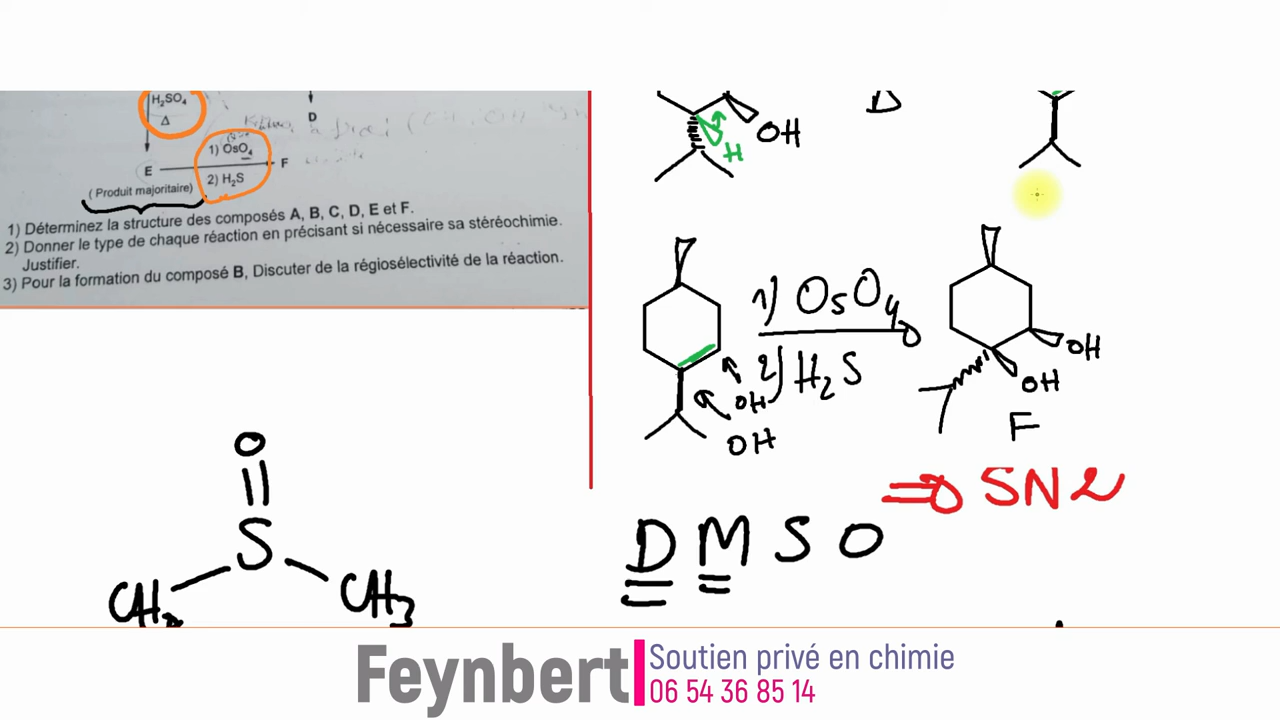 H₂SO₄
Δ
D
E
1) OsO₄
2) H₂S
F
( Produit majoritaire)
1) Déterminez la structure des composés A, B, C, D, E et F.
2) Donner le type de chaque réaction en précisant si nécessaire sa stéréochimie.
Justifier.
3) Pour la formation du composé B, Discuter de la régiosélectivité de la réaction.
OH
H
1) OsO₄
2) H₂S
OH
OH
OH
OH
F
⇒ SN2
O
S
CH₃
CH₃
DMSO
Feynbert
Soutien privé en chimie
06 54 36 85 14